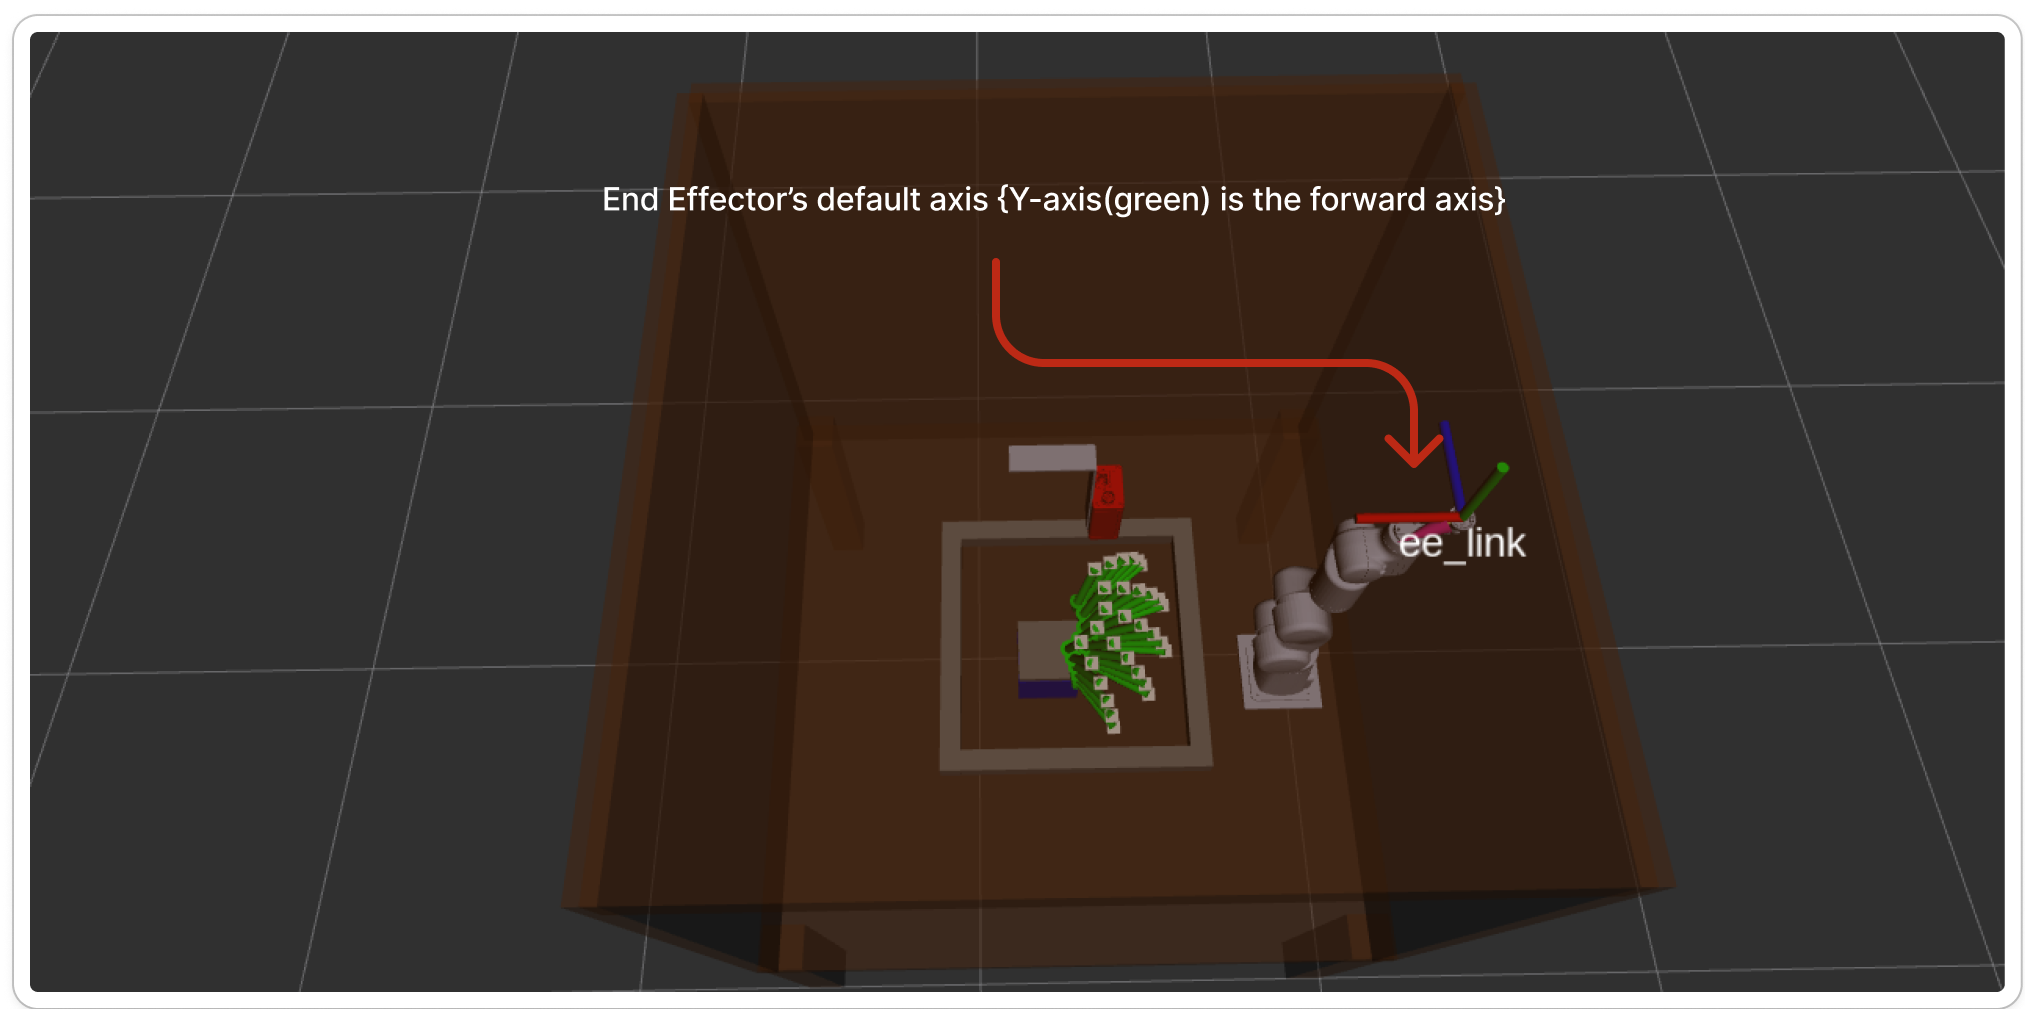 End Effector’s default axis {Y-axis(green) is the forward axis}
ee_link